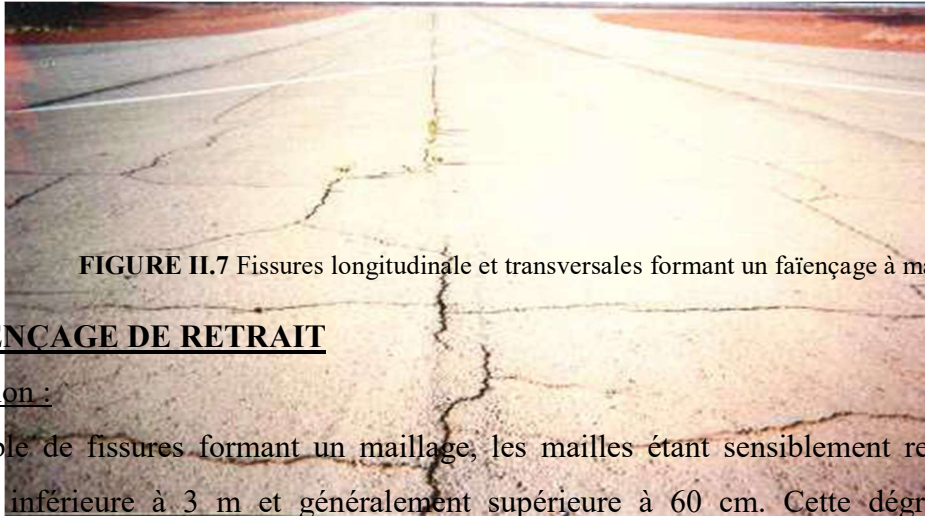 FIGURE II.7 Fissures longitudinale et transversales formant un faïençage à ma
ENÇAGE DE RETRAIT
on :
ble de fissures formant un maillage, les mailles étant sensiblement re
inférieure à 3 m et généralement supérieure à 60 cm. Cette dégr